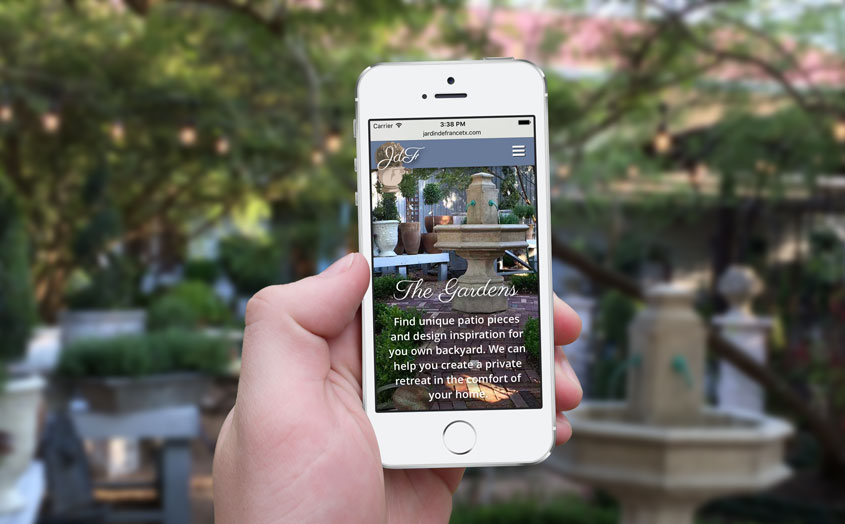 Carrier 3:38 PM
jardindefrancetx.com
JdF
The Gardens
Find unique patio pieces
and design inspiration for
you own backyard. We can
help you create a private
retreat in the comfort of
your home.